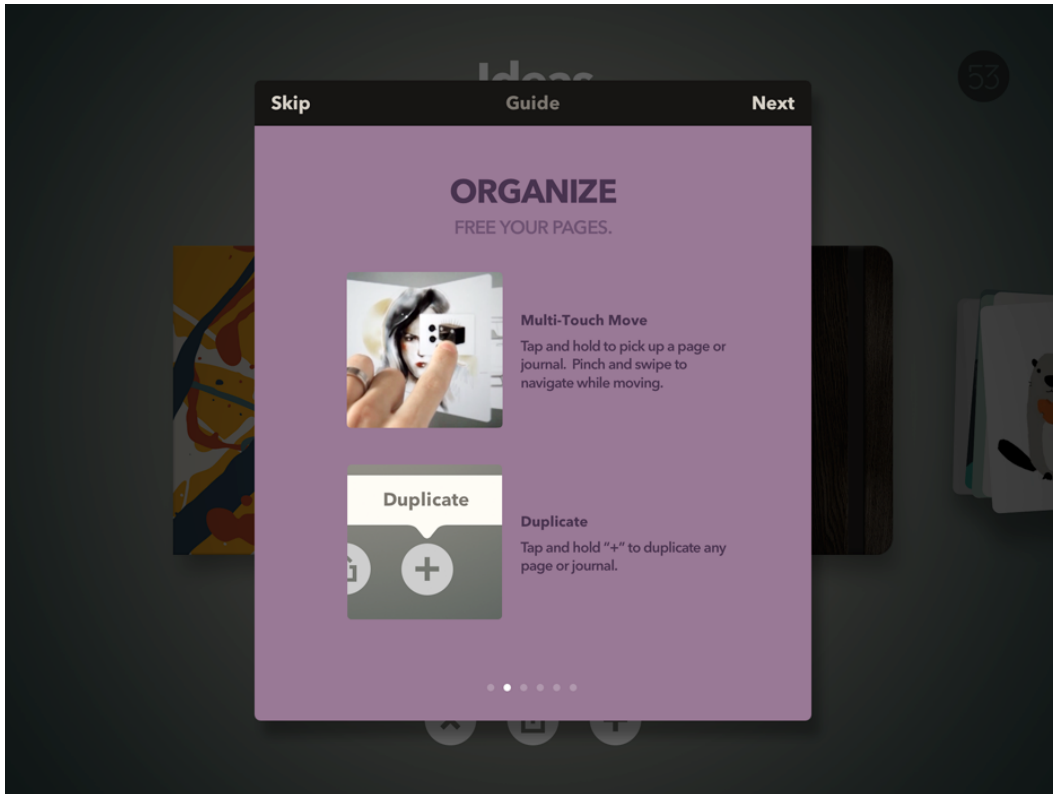 Ideas
53
Skip
Guide
Next
ORGANIZE
FREE YOUR PAGES.
Multi-Touch Move
Tap and hold to pick up a page or
journal. Pinch and swipe to
navigate while moving.
Duplicate
Duplicate
Tap and hold “+” to duplicate any
page or journal.